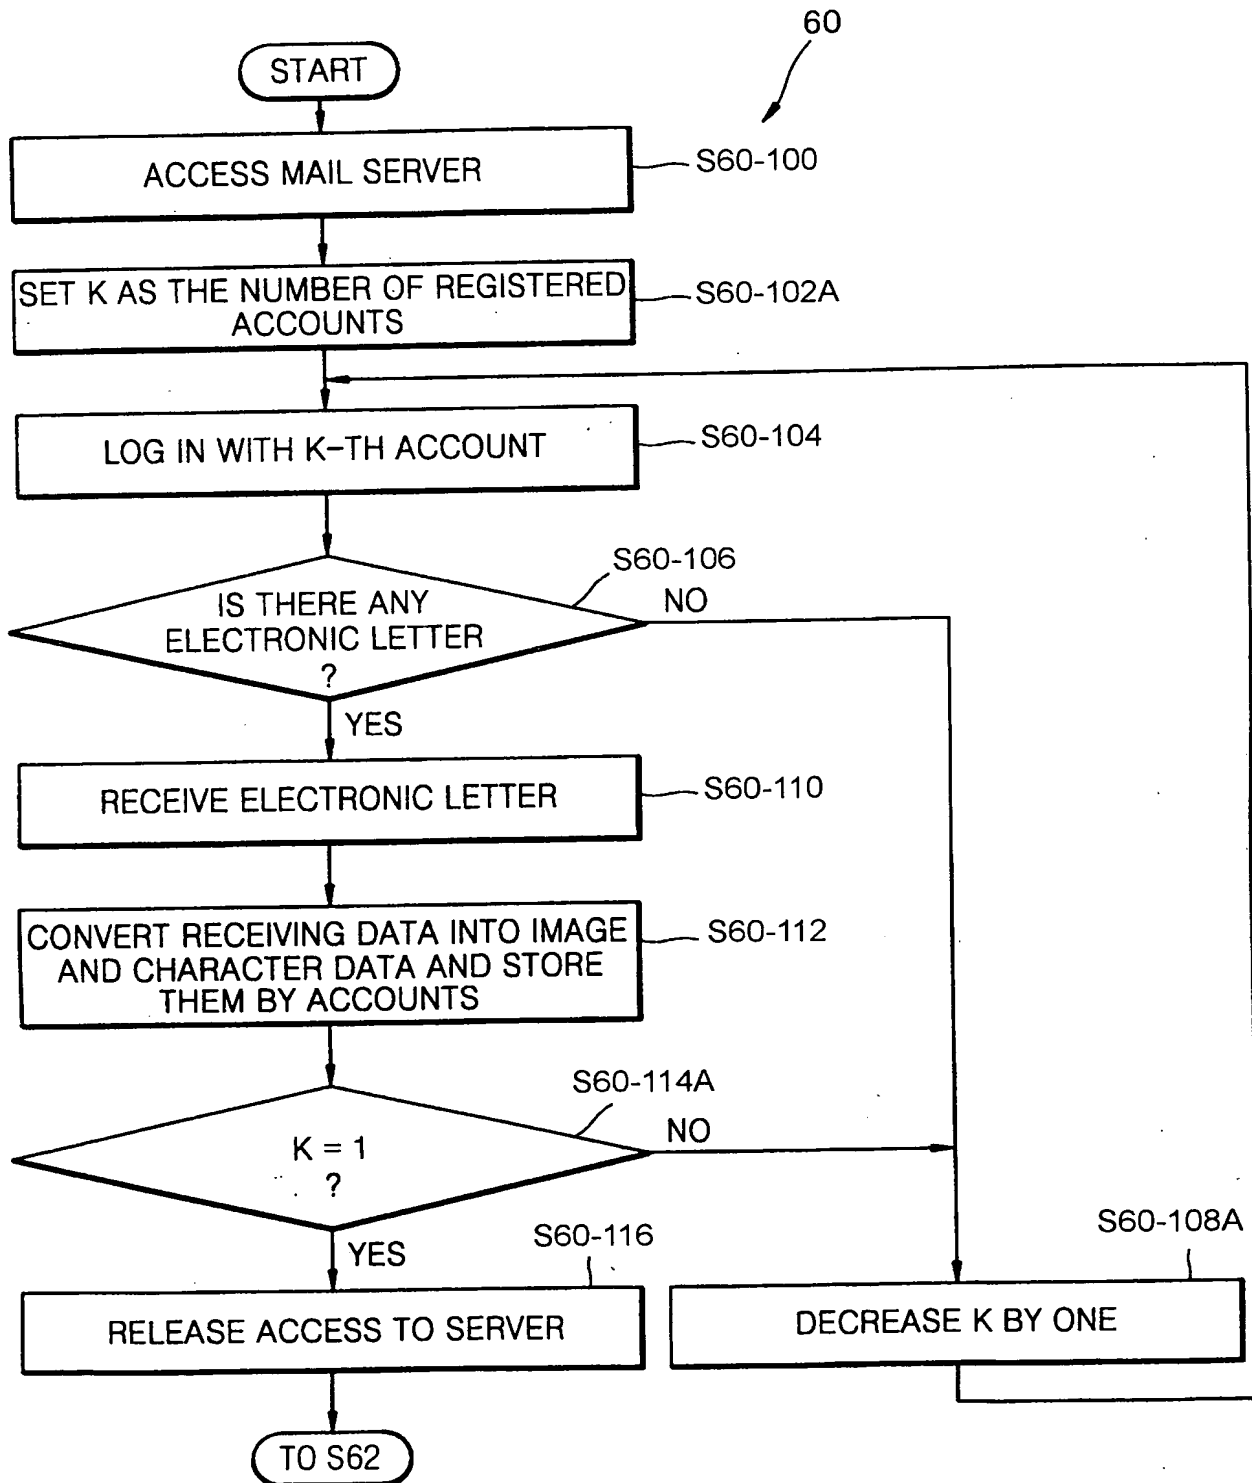 60
START
ACCESS MAIL SERVER
S60-100
SET K AS THE NUMBER OF REGISTERED
ACCOUNTS
S60-102A
LOG IN WITH K-TH ACCOUNT
S60-104
S60-106
IS THERE ANY
ELECTRONIC LETTER
?
NO
YES
RECEIVE ELECTRONIC LETTER
S60-110
CONVERT RECEIVING DATA INTO IMAGE
AND CHARACTER DATA AND STORE
THEM BY ACCOUNTS
S60-112
S60-114A
K = 1
?
NO
YES
S60-116
RELEASE ACCESS TO SERVER
S60-108A
DECREASE K BY ONE
TO S62